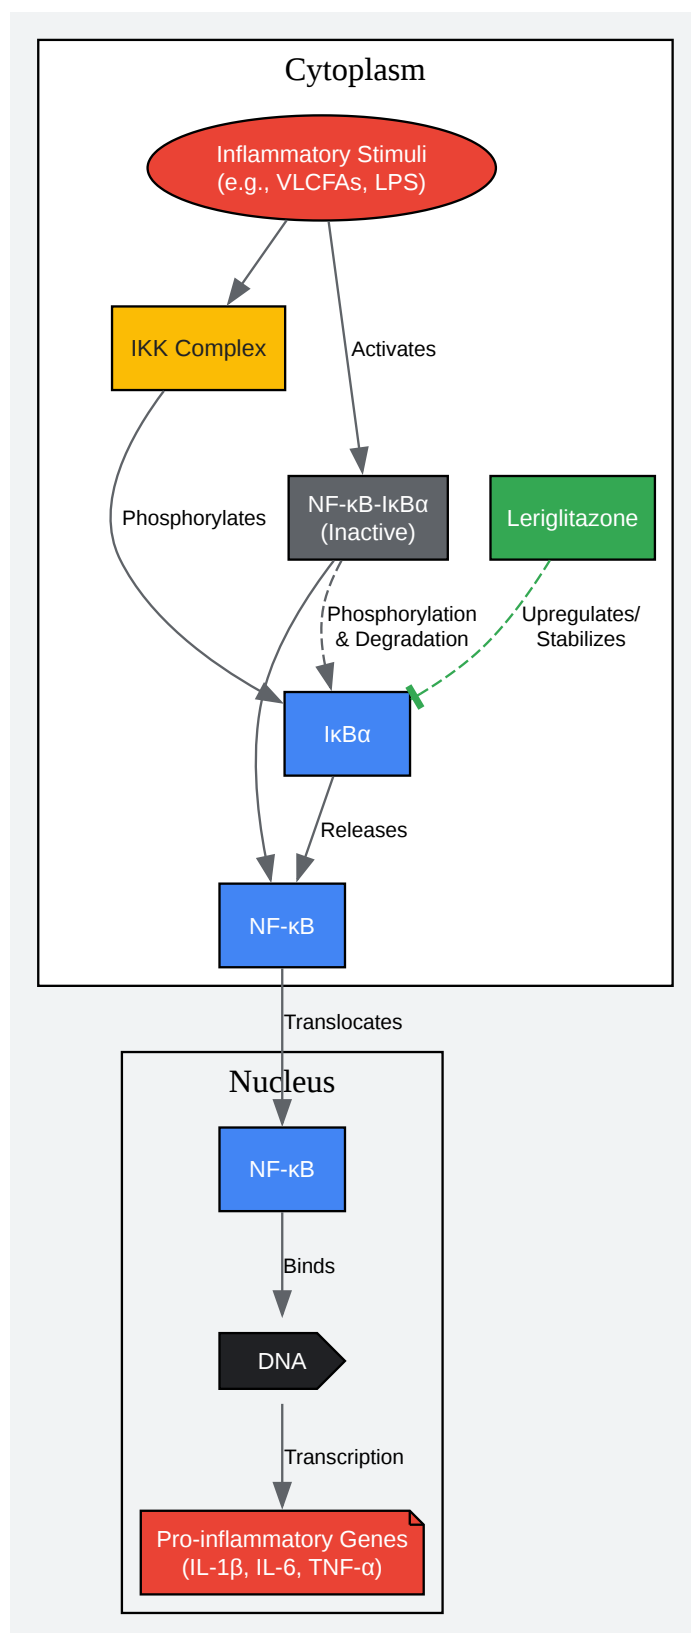 Cytoplasm
Inflammatory Stimuli
(e.g., VLCFAs, LPS)
IKK Complex
Activates
Phosphorylates
NF-κB-IκBα
(Inactive)
Leriglitazone
Phosphorylation
& Degradation
Upregulates/
Stabilizes
IκBα
Releases
NF-κB
Translocates
Nucleus
NF-κB
Binds
DNA
Transcription
Pro-inflammatory Genes
(IL-1β, IL-6, TNF-α)